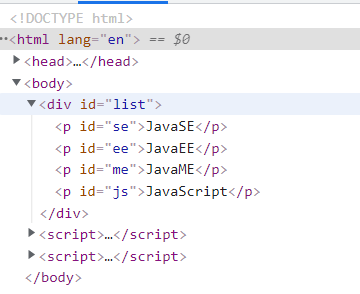 <!DOCTYPE html>
<html lang="en"> == $0
<head>…</head>
<body>
<div id="list">
<p id="se">JavaSE</p>
<p id="ee">JavaEE</p>
<p id="me">JavaME</p>
<p id="js">JavaScript</p>
</div>
<script>…</script>
<script>…</script>
</body>